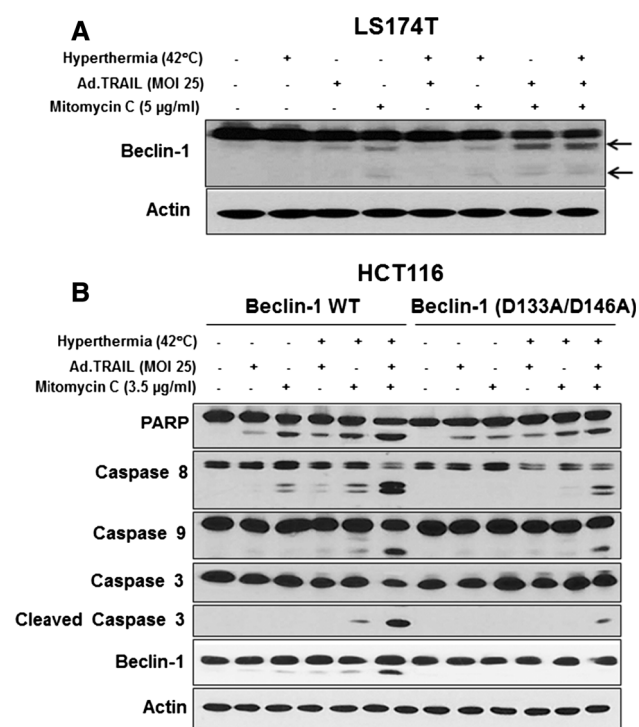 A
LS174T
Hyperthermia (42°C) - + - - + + - +
Ad.TRAIL (MOI 25) - - + - + - + +
Mitomycin C (5 µg/ml) - - - + - + + +
Beclin-1
Actin
HCT116
B
Beclin-1 WT Beclin-1 (D133A/D146A)
Hyperthermia (42°C) - - - + + + - - - + + +
Ad.TRAIL (MOI 25) - + - + - + - + - + - +
Mitomycin C (3.5 µg/ml) - - + - + + - - + - + +
PARP
Caspase 8
Caspase 9
Caspase 3
Cleaved Caspase 3
Beclin-1
Actin